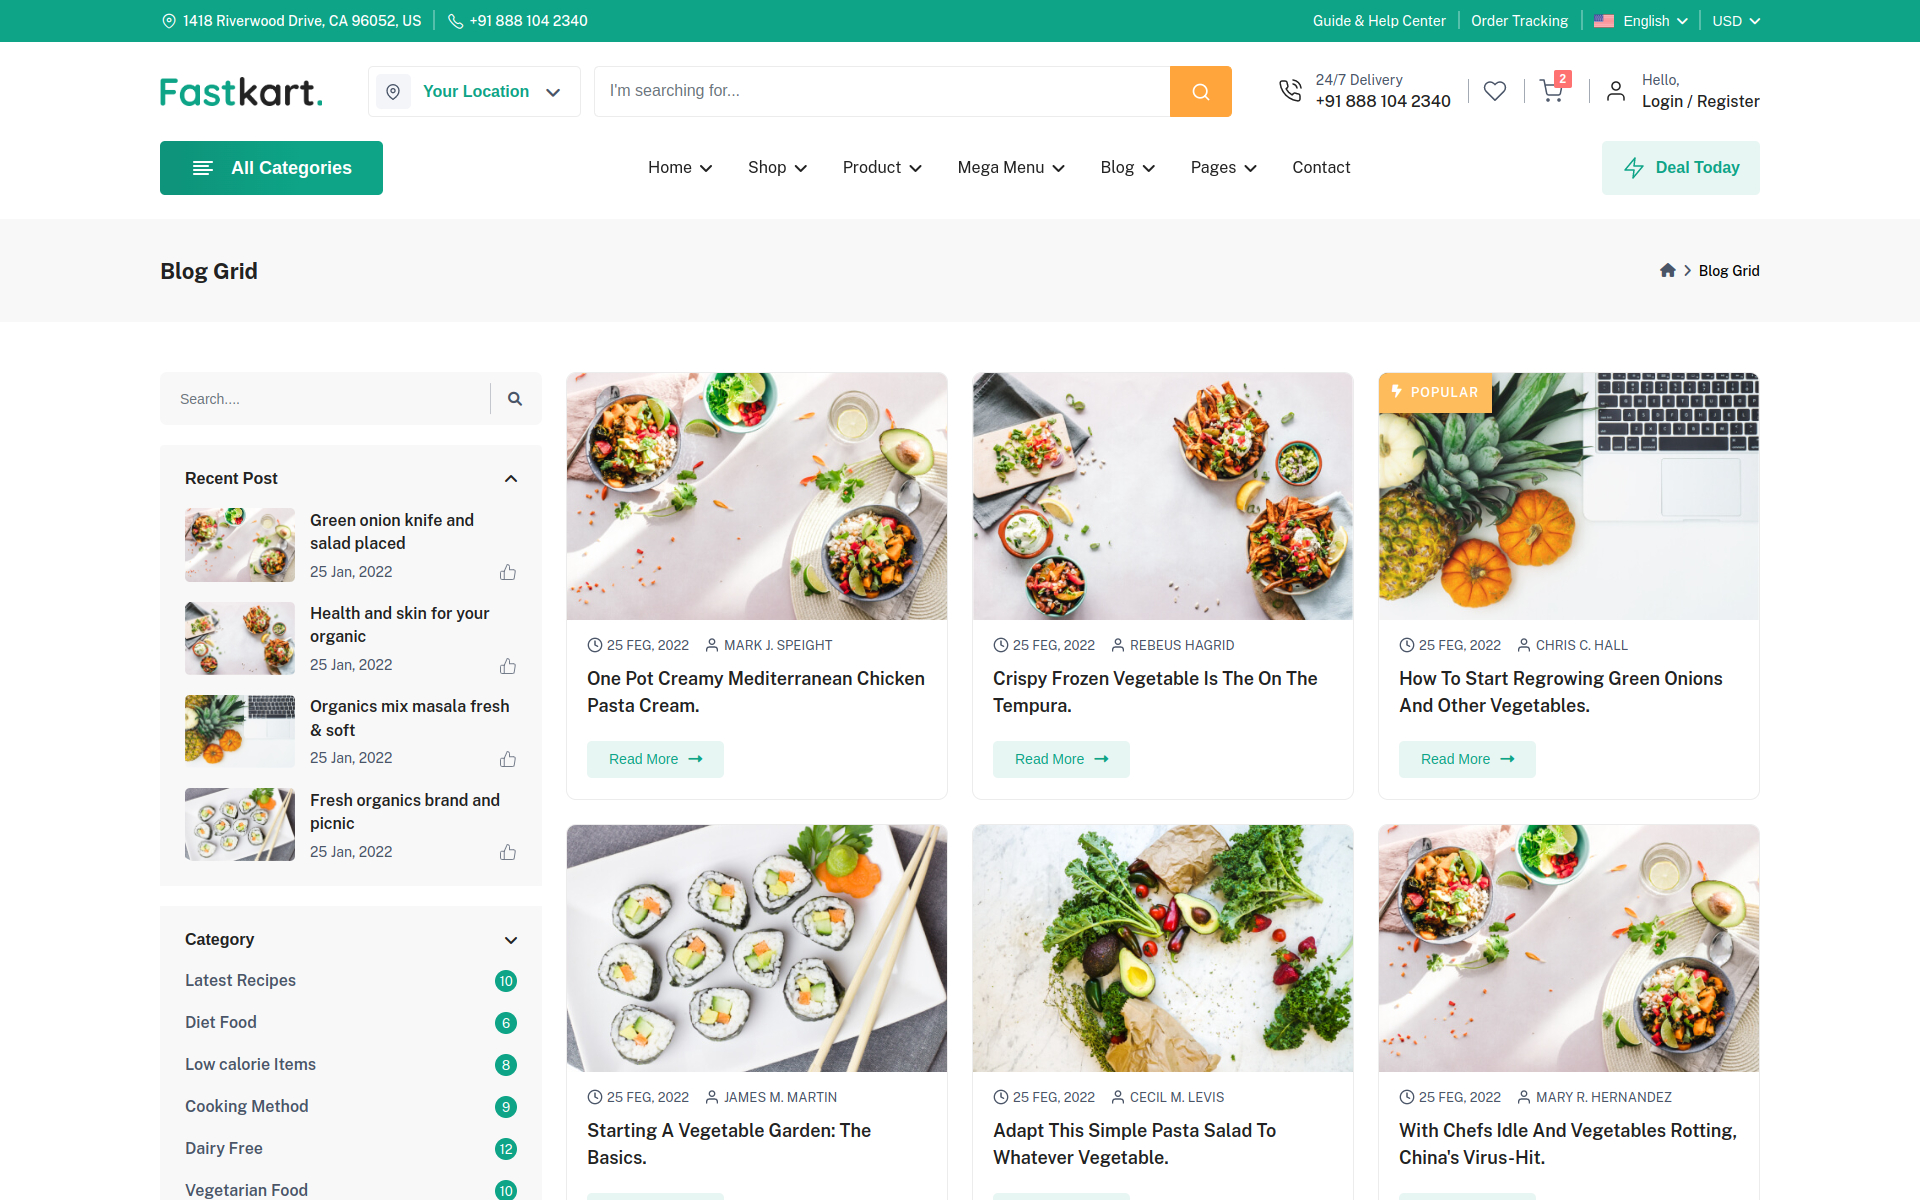 1418 Riverwood Drive, CA 96052, US
+91 888 104 2340
Guide & Help Center
Order Tracking
English
USD
Fastkart.
Your Location
I'm searching for...
24/7 Delivery
+91 888 104 2340
2
Hello,
Login / Register
All Categories
Home
Shop
Product
Mega Menu
Blog
Pages
Contact
Deal Today
Blog Grid
Blog Grid
Search....
Recent Post
Green onion knife and
salad placed
25 Jan, 2022
Health and skin for your
organic
25 Jan, 2022
Organics mix masala fresh
& soft
25 Jan, 2022
Fresh organics brand and
picnic
25 Jan, 2022
Category
Latest Recipes
10
Diet Food
6
Low calorie Items
8
Cooking Method
9
Dairy Free
12
Vegetarian Food
10
25 FEG, 2022
MARK J. SPEIGHT
One Pot Creamy Mediterranean Chicken
Pasta Cream.
Read More
25 FEG, 2022
REBEUS HAGRID
Crispy Frozen Vegetable Is The On The
Tempura.
Read More
POPULAR
25 FEG, 2022
CHRIS C. HALL
How To Start Regrowing Green Onions
And Other Vegetables.
Read More
25 FEG, 2022
JAMES M. MARTIN
Starting A Vegetable Garden: The
Basics.
25 FEG, 2022
CECIL M. LEVIS
Adapt This Simple Pasta Salad To
Whatever Vegetable.
25 FEG, 2022
MARY R. HERNANDEZ
With Chefs Idle And Vegetables Rotting,
China's Virus-Hit.